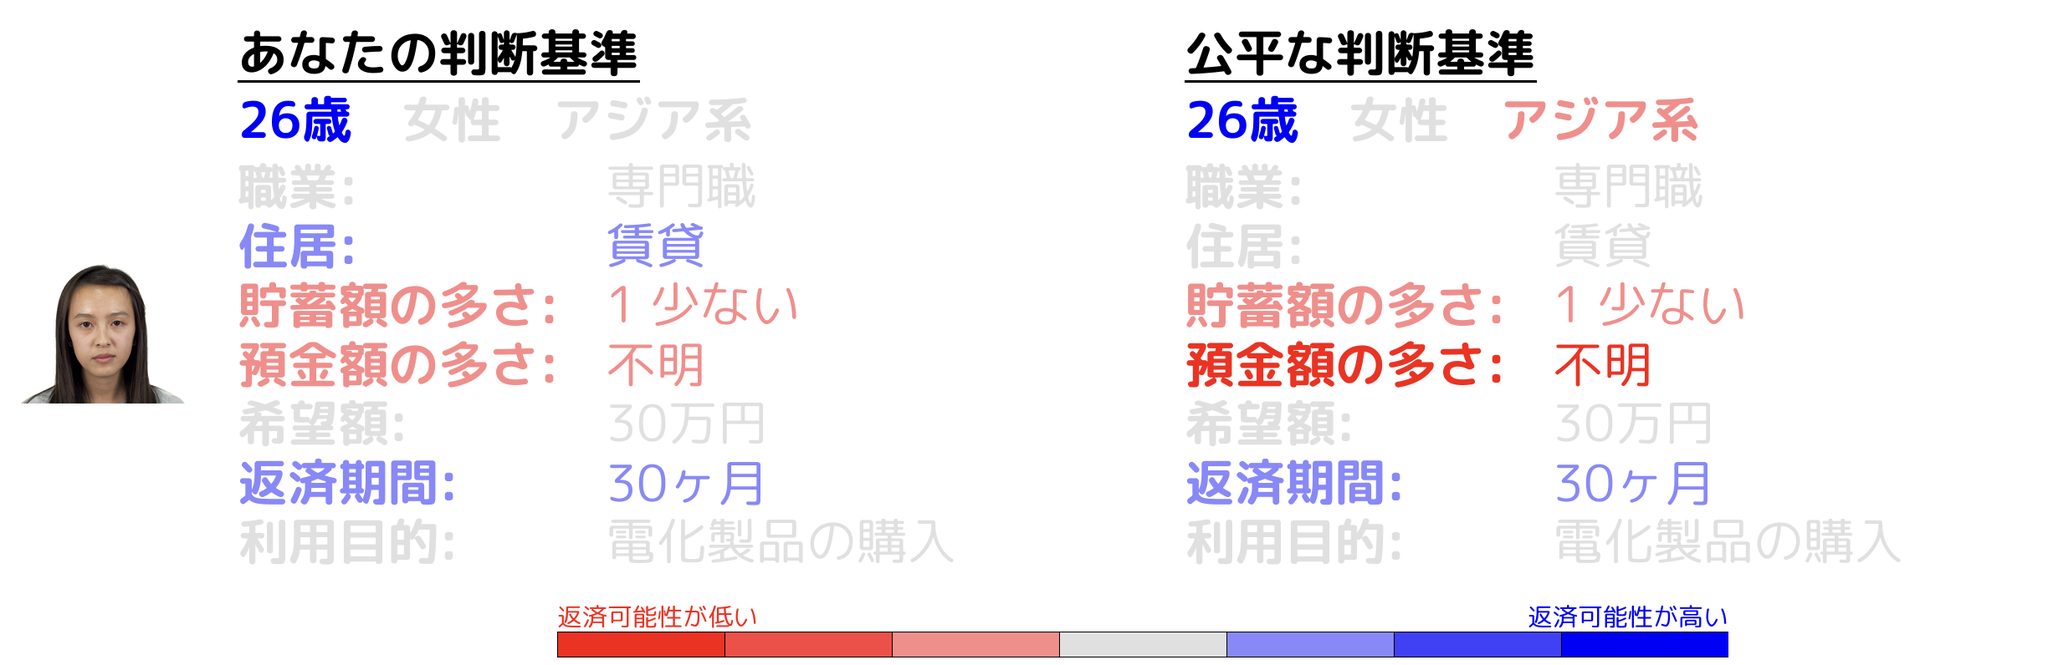 あなたの判断基準
26歳 女性 アジア系
職業: 専門職
住居: 賃貸
貯蓄額の多さ: 1 少ない
預金額の多さ: 不明
希望額: 30万円
返済期間: 30ヶ月
利用目的: 電化製品の購入
公平な判断基準
26歳 女性 アジア系
職業: 専門職
住居: 賃貸
貯蓄額の多さ: 1 少ない
預金額の多さ: 不明
希望額: 30万円
返済期間: 30ヶ月
利用目的: 電化製品の購入
返済可能性が低い
返済可能性が高い